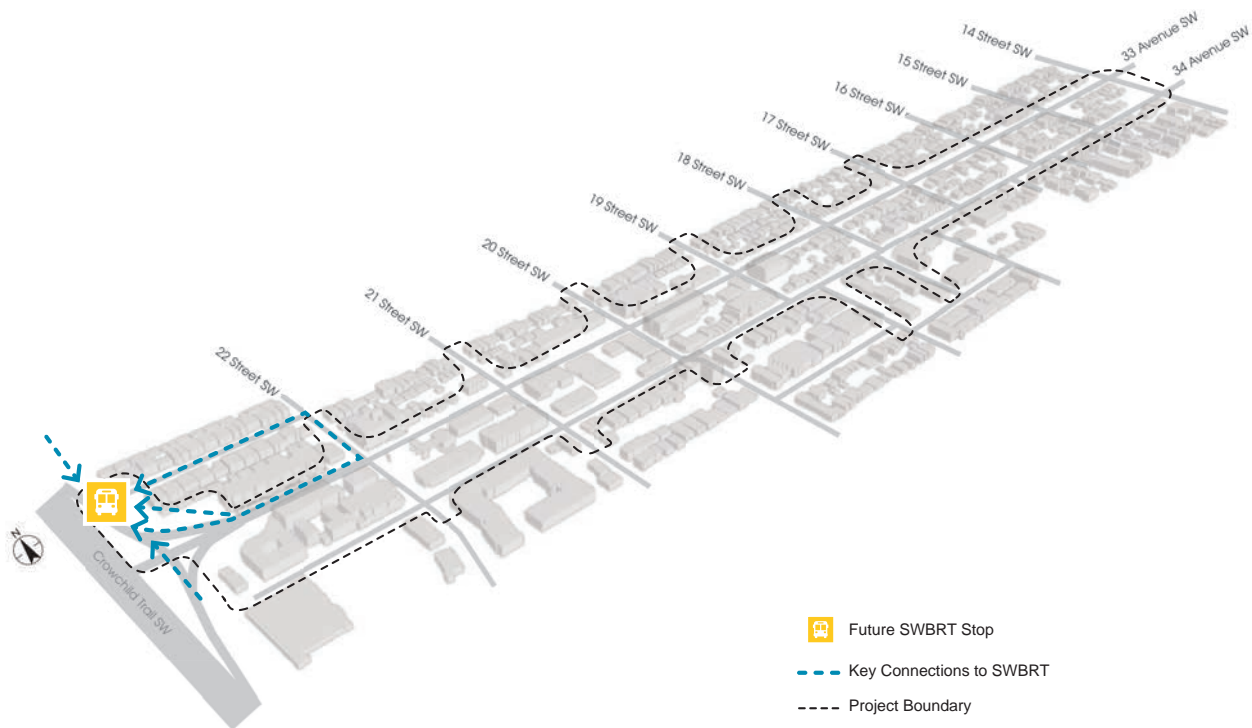 14 Street SW
33 Avenue SW
34 Avenue SW
15 Street SW
16 Street SW
17 Street SW
18 Street SW
19 Street SW
20 Street SW
21 Street SW
22 Street SW
N
Crowchild Trail SW
Future SWBRT Stop
Key Connections to SWBRT
Project Boundary